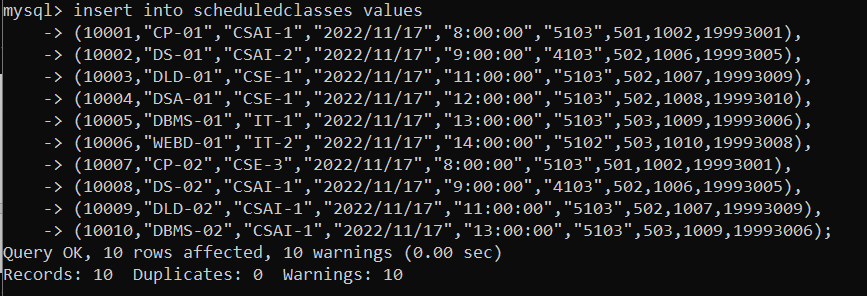 mysql> insert into scheduledclasses values
-> (10001,"CP-01","CSAI-1","2022/11/17","8:00:00","5103",501,1002,19993001),
-> (10002,"DS-01","CSAI-2","2022/11/17","9:00:00","4103",502,1006,19993005),
-> (10003,"DLD-01","CSE-1","2022/11/17","11:00:00","5103",502,1007,19993009),
-> (10004,"DSA-01","CSE-1","2022/11/17","12:00:00","5103",502,1008,19993010),
-> (10005,"DBMS-01","IT-1","2022/11/17","13:00:00","5103",503,1009,19993006),
-> (10006,"WEBD-01","IT-2","2022/11/17","14:00:00","5102",503,1010,19993008),
-> (10007,"CP-02","CSE-3","2022/11/17","8:00:00","5103",501,1002,19993001),
-> (10008,"DS-02","CSAI-1","2022/11/17","9:00:00","4103",502,1006,19993005),
-> (10009,"DLD-02","CSAI-1","2022/11/17","11:00:00","5103",502,1007,19993009),
-> (10010,"DBMS-02","CSAI-1","2022/11/17","13:00:00","5103",503,1009,19993006);
Query OK, 10 rows affected, 10 warnings (0.00 sec)
Records: 10  Duplicates: 0  Warnings: 10